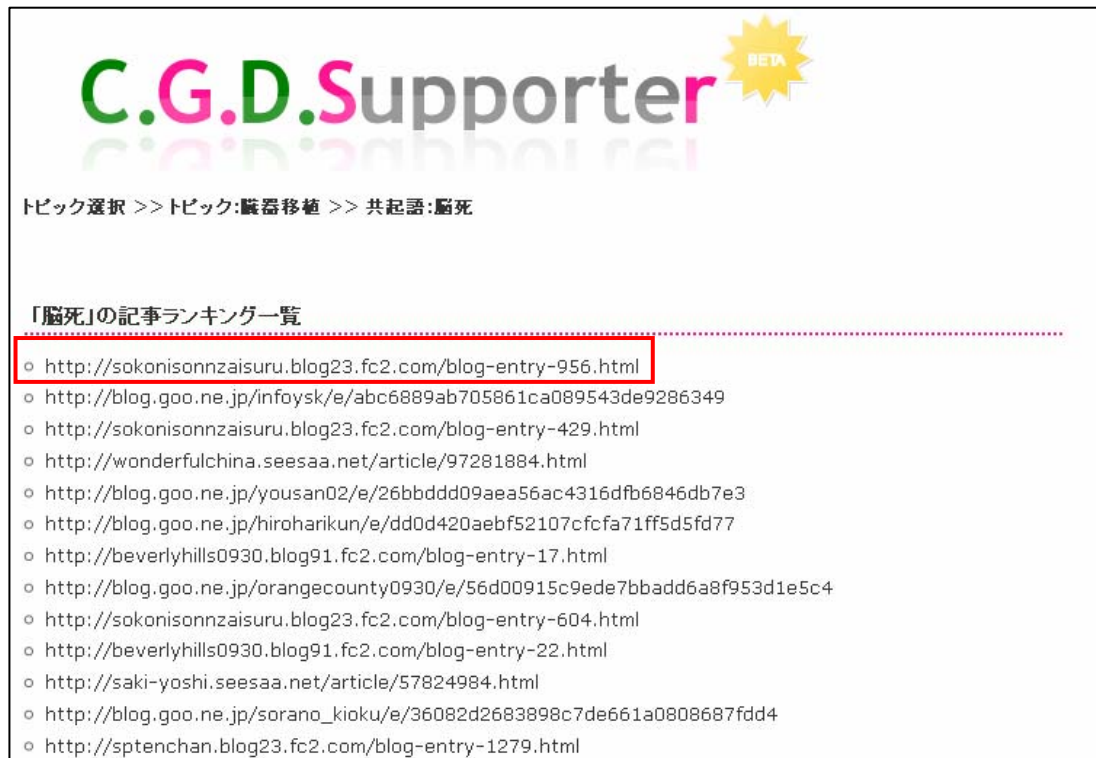 C.G.D.Supporter
BETA
トピック選択 >> トピック:臓器移植 >> 共起語:脳死
「脳死」の記事ランキング一覧
http://sokonisonnzaisuru.blog23.fc2.com/blog-entry-956.html
http://blog.goo.ne.jp/infoysk/e/abc6889ab705861ca089543de9286349
http://sokonisonnzaisuru.blog23.fc2.com/blog-entry-429.html
http://wonderfulchina.seesaa.net/article/97281884.html
http://blog.goo.ne.jp/yousan02/e/26bbddd09aea56ac4316dfb6846db7e3
http://blog.goo.ne.jp/hiroharikun/e/dd0d420aebf52107cfcfa71ff5d5fd77
http://beverlyhills0930.blog91.fc2.com/blog-entry-17.html
http://blog.goo.ne.jp/orangecounty0930/e/56d00915c9ede7bbadd6a8f953d1e5c4
http://sokonisonnzaisuru.blog23.fc2.com/blog-entry-604.html
http://beverlyhills0930.blog91.fc2.com/blog-entry-22.html
http://saki-yoshi.seesaa.net/article/57824984.html
http://blog.goo.ne.jp/sorano_kioku/e/36082d2683898c7de661a0808687fdd4
http://sptenchan.blog23.fc2.com/blog-entry-1279.html